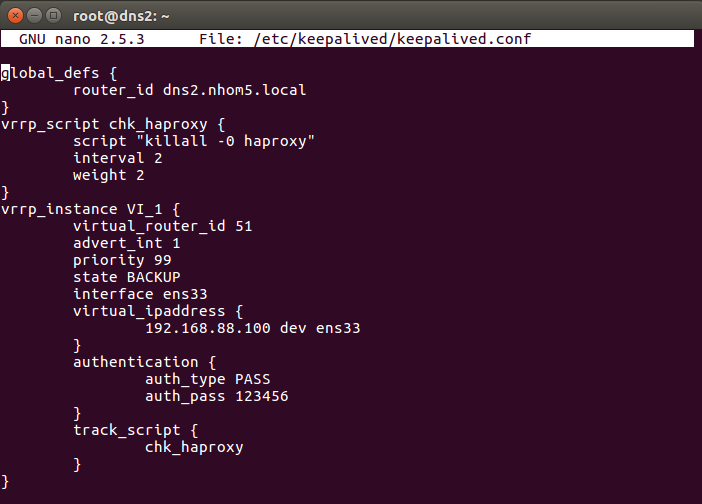 root@dns2: ~
GNU nano 2.5.3 File: /etc/keepalived/keepalived.conf
global_defs {
router_id dns2.nhom5.local
}
vrrp_script chk_haproxy {
script "killall -0 haproxy"
interval 2
weight 2
}
vrrp_instance VI_1 {
virtual_router_id 51
advert_int 1
priority 99
state BACKUP
interface ens33
virtual_ipaddress {
192.168.88.100 dev ens33
}
authentication {
auth_type PASS
auth_pass 123456
}
track_script {
chk_haproxy
}
}